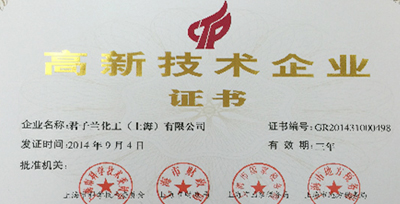 高新技术企业
证书
企业名称:君子兰化工(上海)有限公司 证书编号:GR201431000498
发证时间:2014年9月4日 有效期:三年
批准机关: